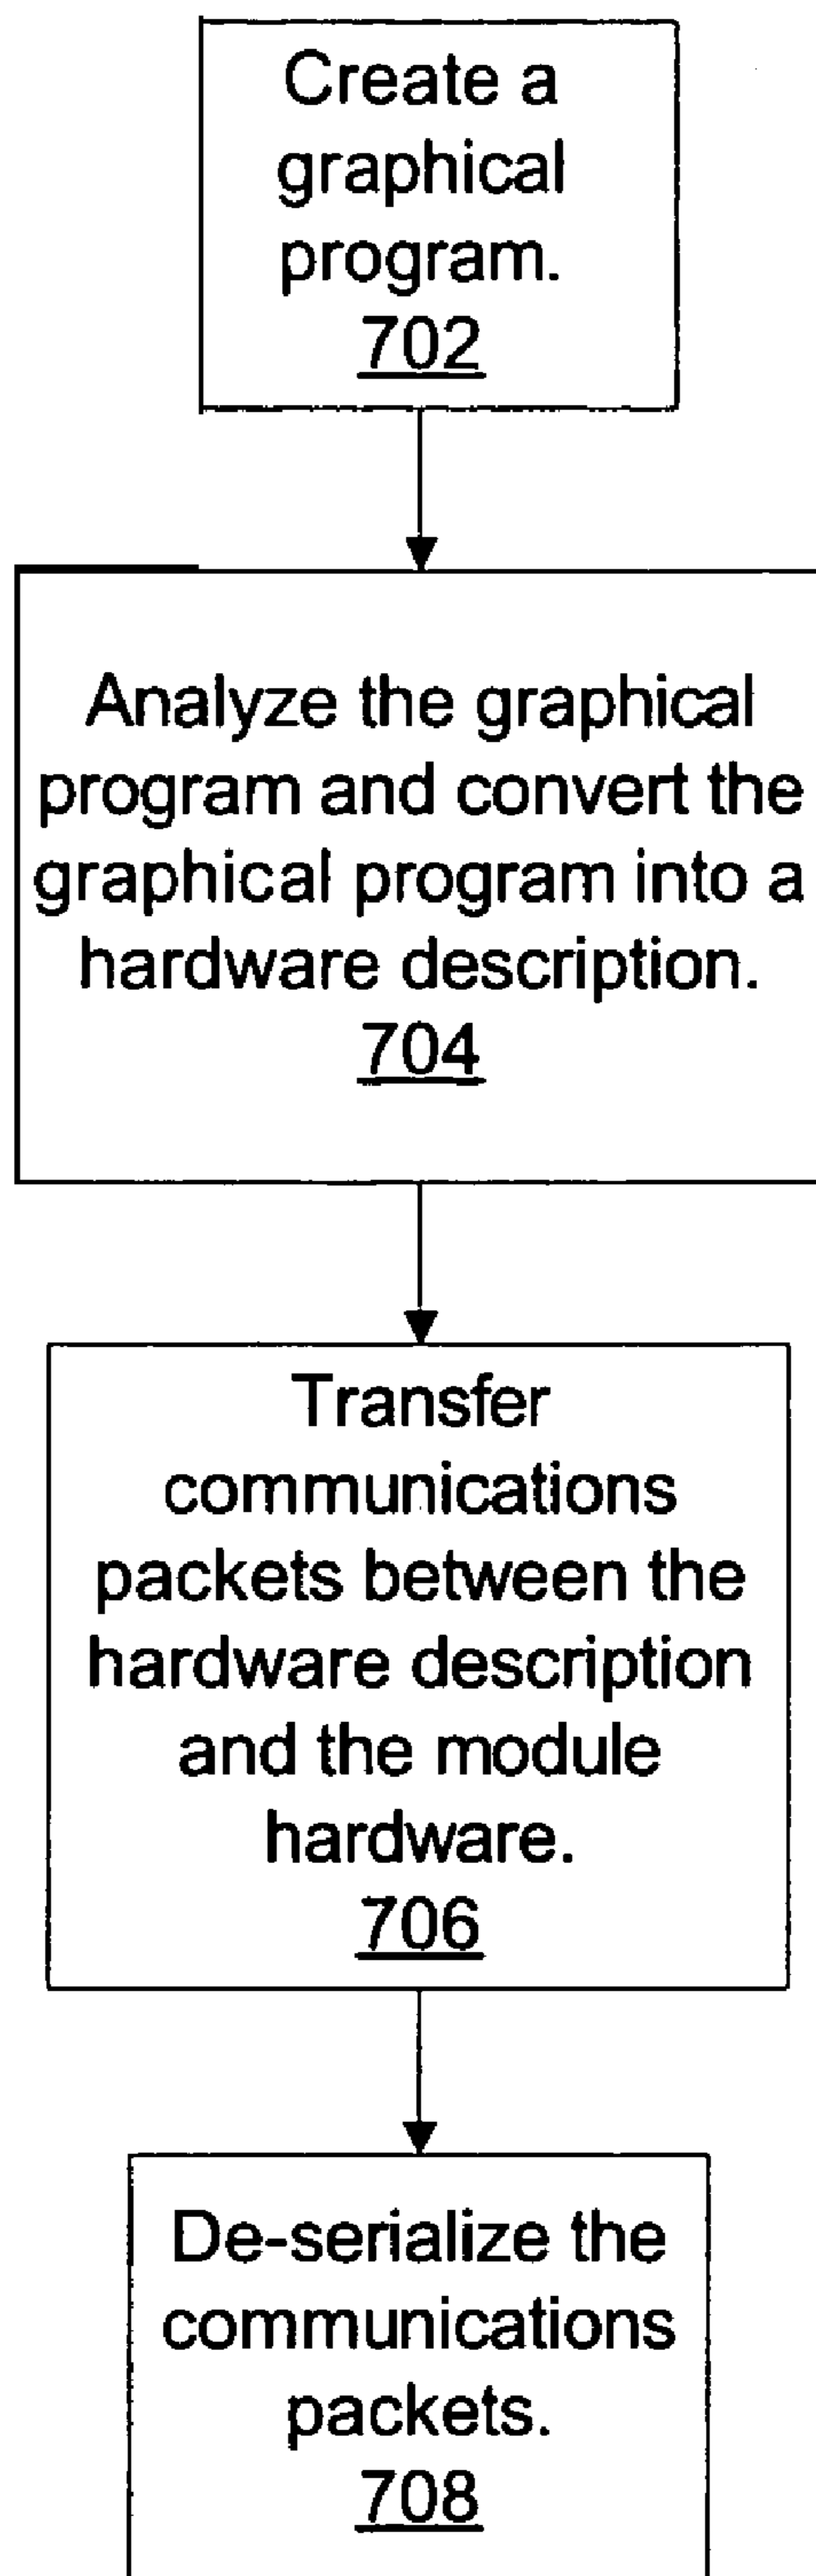 Create a
graphical
program.
702
Analyze the graphical
program and convert the
graphical program into a
hardware description.
704
Transfer
communications
packets between the
hardware description
and the module
hardware.
706
De-serialize the
communications
packets.
708